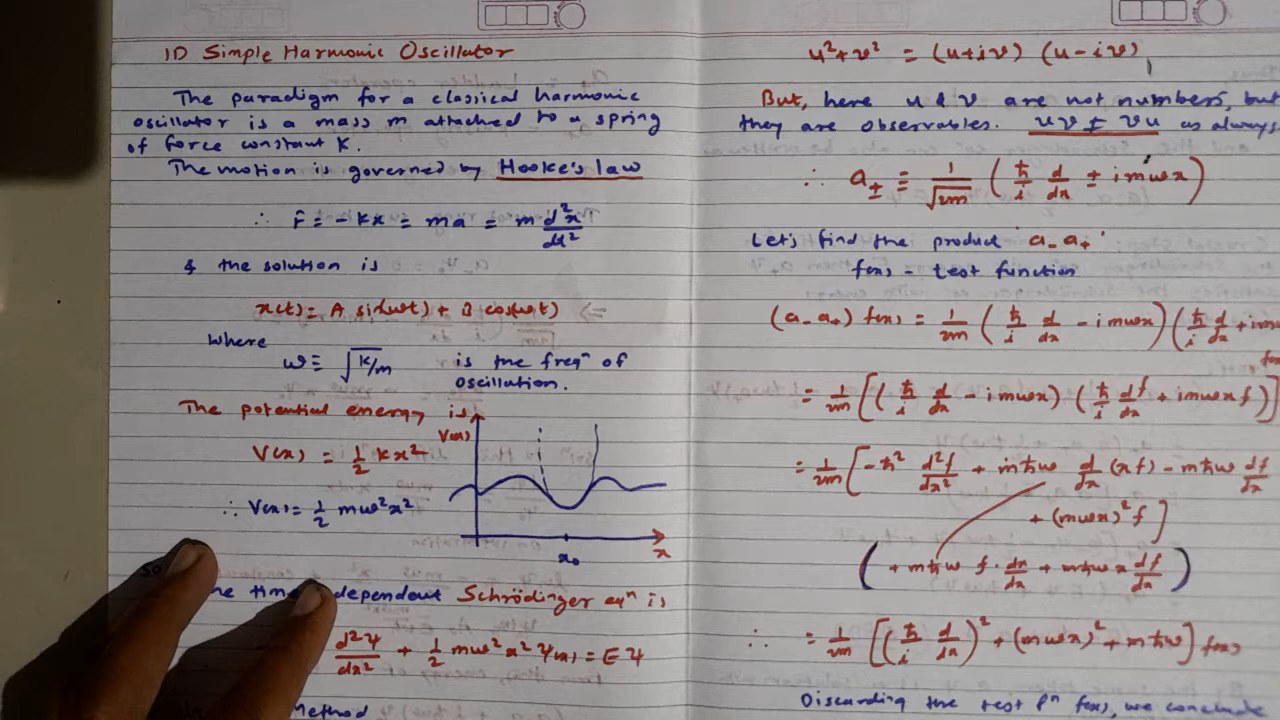 1D Simple Harmonic Oscillator
The paradigm for a classical harmonic
oscillator is a mass m attached to a spring
of force constant K.
The motion is governed by Hooke's law
∴ F = -Kx = ma = m d²x/dt²
& the solution is
x(t) = A sin(ωt) + B cos(ωt)
where
ω ≡ √K/m is the freqⁿ of
oscillation.
The potential energy is
V(x) = 1/2 Kx²
∴ V(x) = 1/2 mω²x²
V(x)
x₀
x
So
time dependent Schrödinger eqⁿ is
d²Ψ/dx² + 1/2 mω²x² Ψ(x) = EΨ
Method
u²+v² = (u+iv) (u-iv),
But, here u & v are not numbers, but
they are observables. uv ≠ vu as always
∴ a± ≡ 1/√2m (ħ/i d/dx ± imωx)
Let's find the product 'a₋ a₊'
f(x) - test function
(a₋ a₊) f(x) = 1/2m (ħ/i d/dx - imωx) (ħ/i d/dx + im
= 1/2m [(ħ/i d/dx - imωx) (ħ/i df/dx + imωx f)]
= 1/2m [-ħ² d²f/dx² + mħω d/dx (xf) - mħωx df/dx
+ (mωx)² f]
(+ mħω f · dx/dx + mħωx df/dx)
∴ = 1/2m [(ħ/i d/dx)² + (mωx)² + mħω] f(x)
Discarding the test fⁿ f(x), we conclude